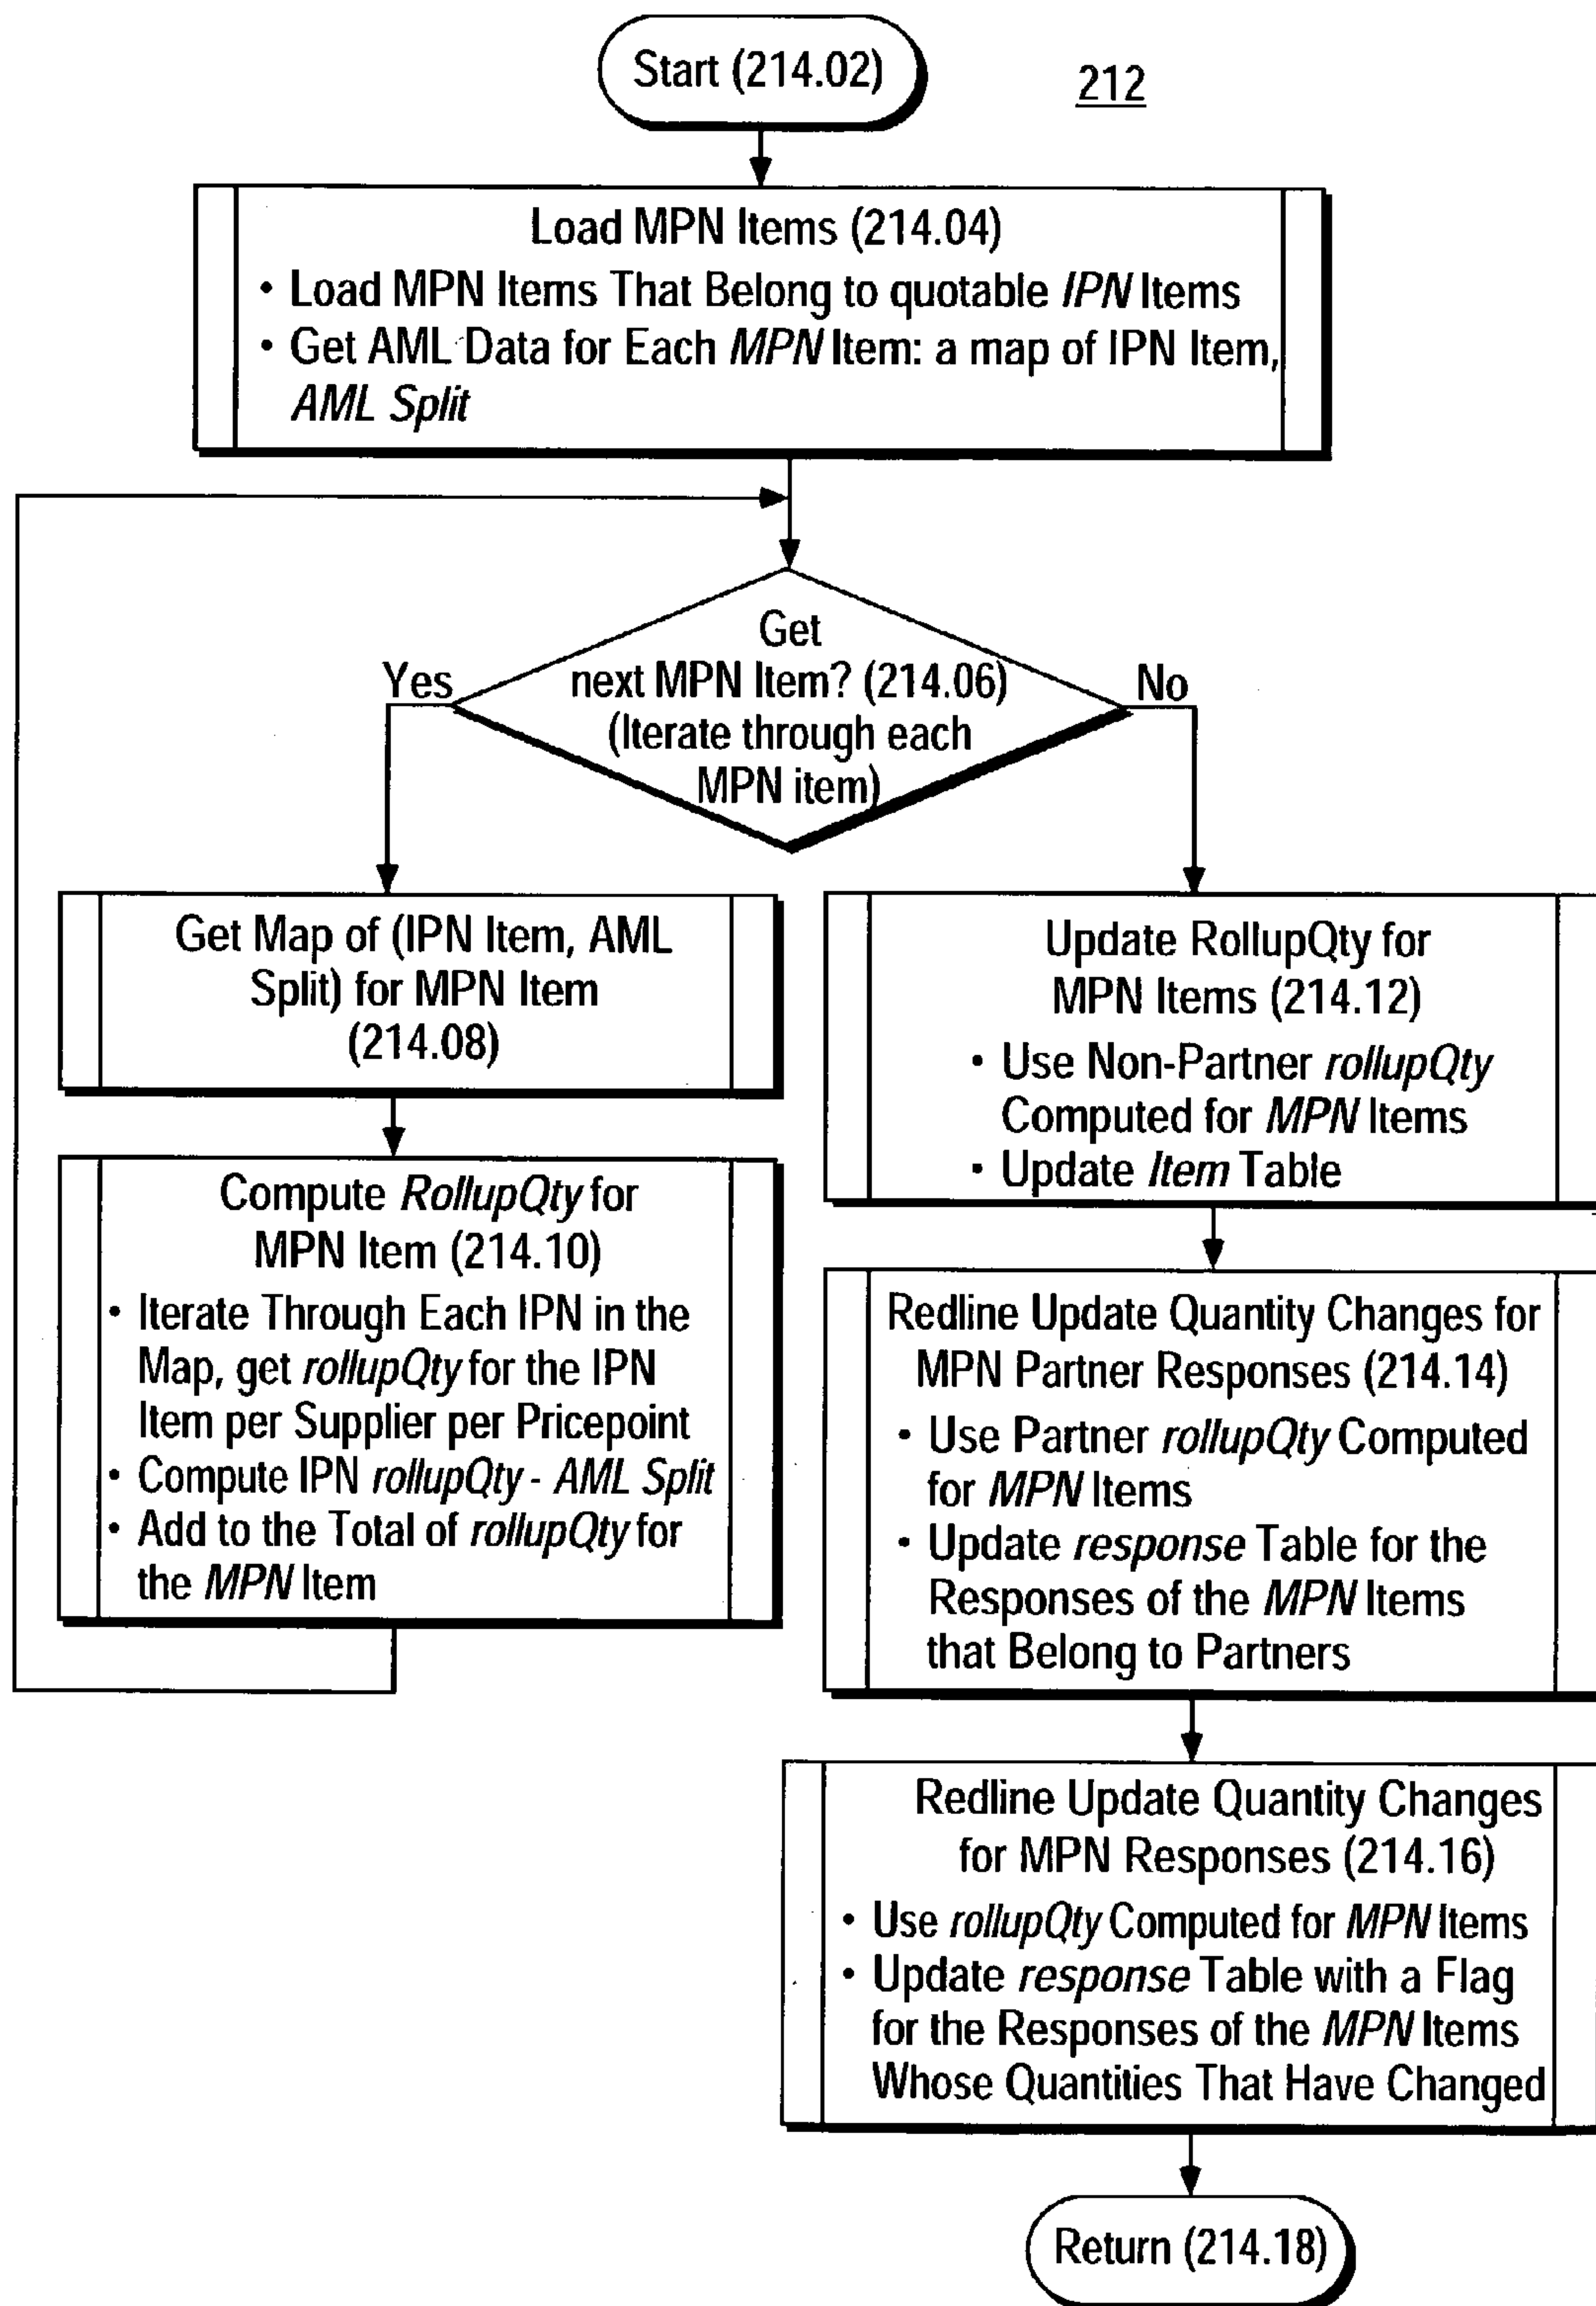 Start (214.02)
212
Load MPN Items (214.04)
• Load MPN Items That Belong to quotable IPN Items
• Get AML Data for Each MPN Item: a map of IPN Item,
AML Split
Get
next MPN Item? (214.06)
(Iterate through each
MPN item)
Yes
No
Get Map of (IPN Item, AML
Split) for MPN Item
(214.08)
Compute RollupQty for
MPN Item (214.10)
• Iterate Through Each IPN in the
Map, get rollupQty for the IPN
Item per Supplier per Pricepoint
• Compute IPN rollupQty - AML Split
• Add to the Total of rollupQty for
the MPN Item
Update RollupQty for
MPN Items (214.12)
• Use Non-Partner rollupQty
Computed for MPN Items
• Update Item Table
Redline Update Quantity Changes for
MPN Partner Responses (214.14)
• Use Partner rollupQty Computed
for MPN Items
• Update response Table for the
Responses of the MPN Items
that Belong to Partners
Redline Update Quantity Changes
for MPN Responses (214.16)
• Use rollupQty Computed for MPN Items
• Update response Table with a Flag
for the Responses of the MPN Items
Whose Quantities That Have Changed
Return (214.18)